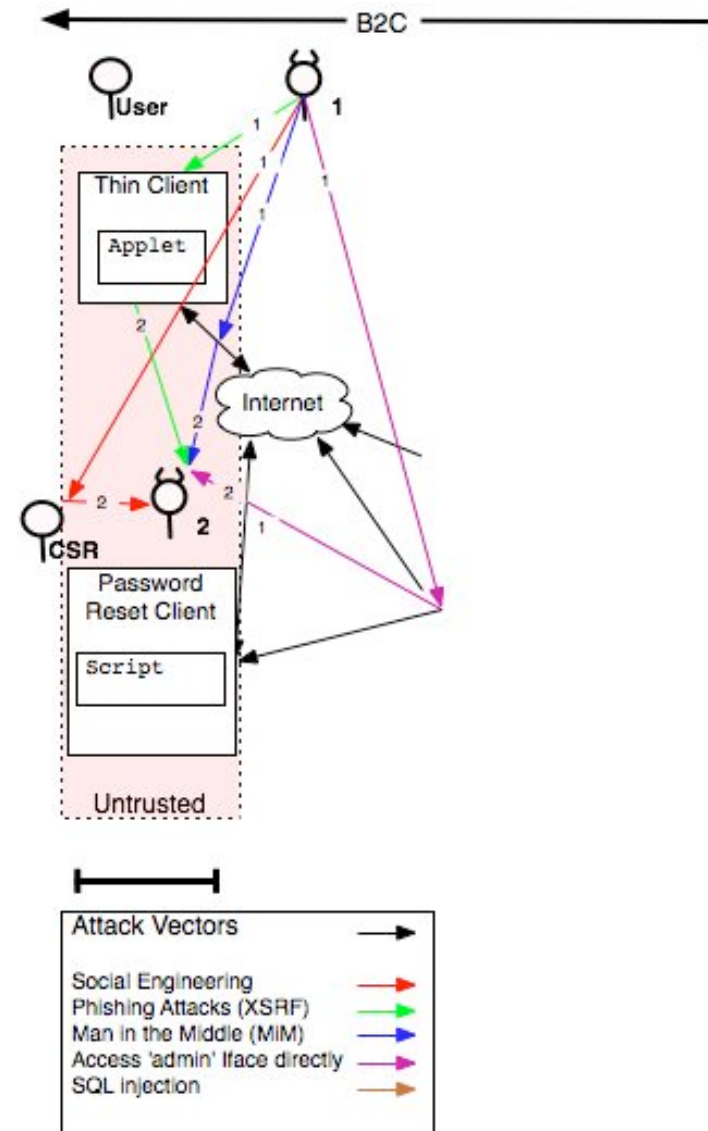 B2C
User
1
1
1
1
1
Thin Client
Applet
2
Internet
2
2
2
2
1
CSR
Password
Reset Client
Script
Untrusted
Attack Vectors
Social Engineering
Phishing Attacks (XSRF)
Man in the Middle (MiM)
Access 'admin' Iface directly
SQL injection